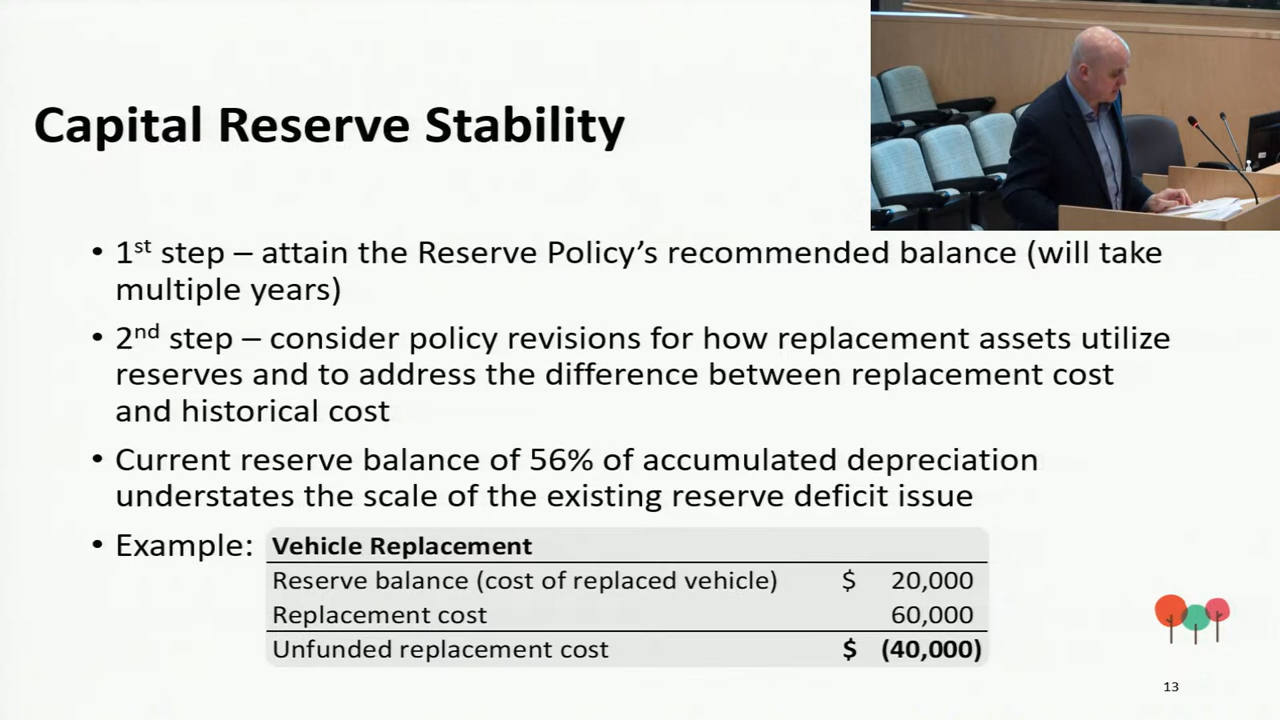 Capital Reserve Stability
• 1st step – attain the Reserve Policy’s recommended balance (will take
multiple years)
• 2nd step – consider policy revisions for how replacement assets utilize
reserves and to address the difference between replacement cost
and historical cost
• Current reserve balance of 56% of accumulated depreciation
understates the scale of the existing reserve deficit issue
• Example:
Vehicle Replacement
Reserve balance (cost of replaced vehicle) $ 20,000
Replacement cost 60,000
Unfunded replacement cost $ (40,000)
13